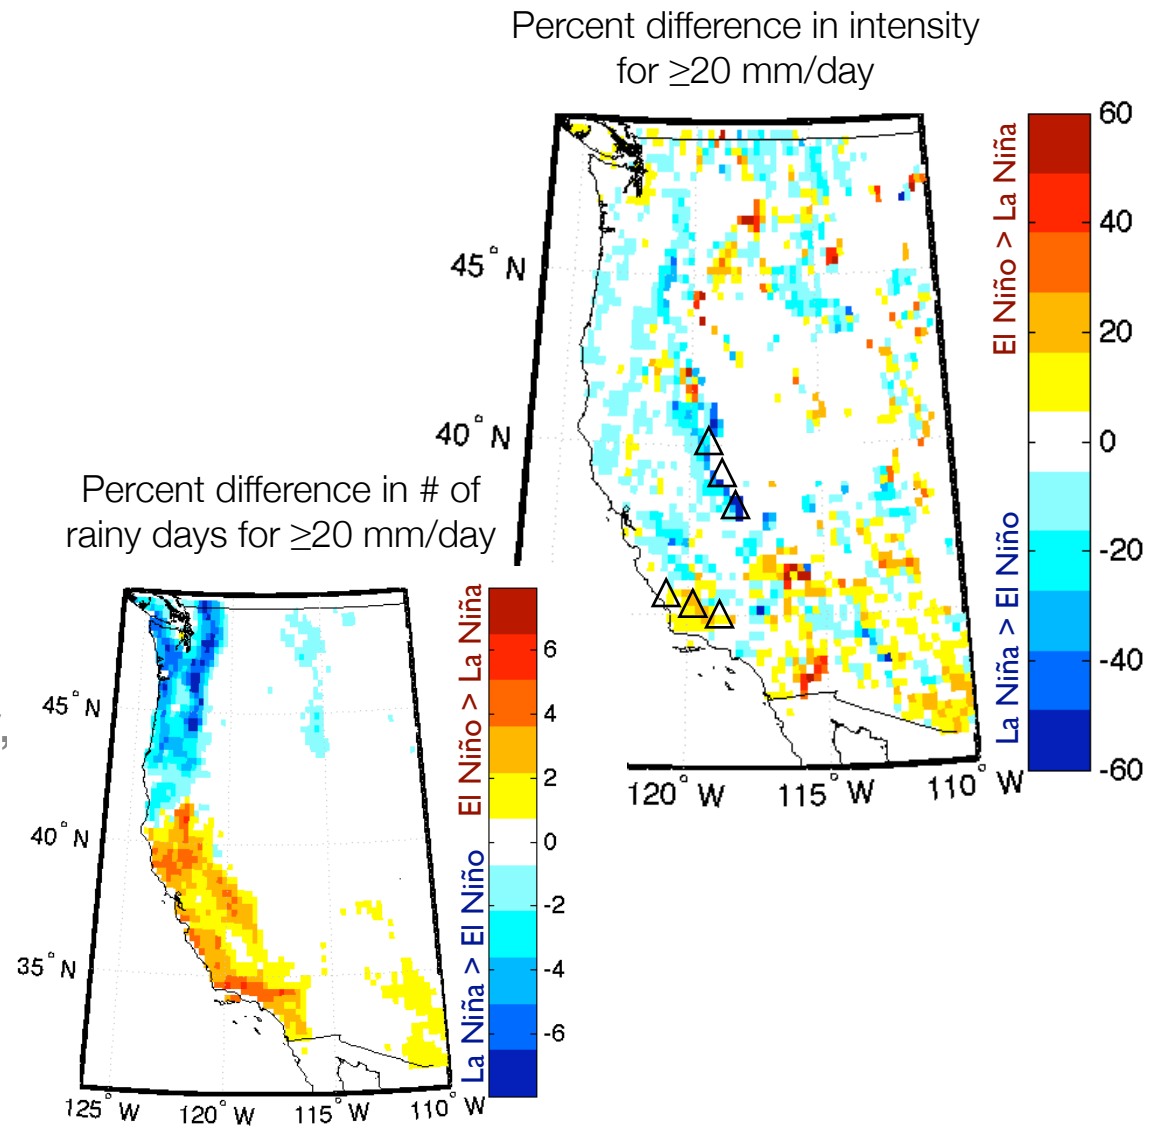 Percent difference in intensity
for ≥20 mm/day
60
40
20
0
-20
-40
-60
El Niño > La Niña
La Niña > El Niño
45° N
40° N
120° W
115° W
110° W
Percent difference in # of
rainy days for ≥20 mm/day
6
4
2
0
-2
-4
-6
El Niño > La Niña
La Niña > El Niño
,
45° N
40° N
35° N
125° W
120° W
115° W
110° W